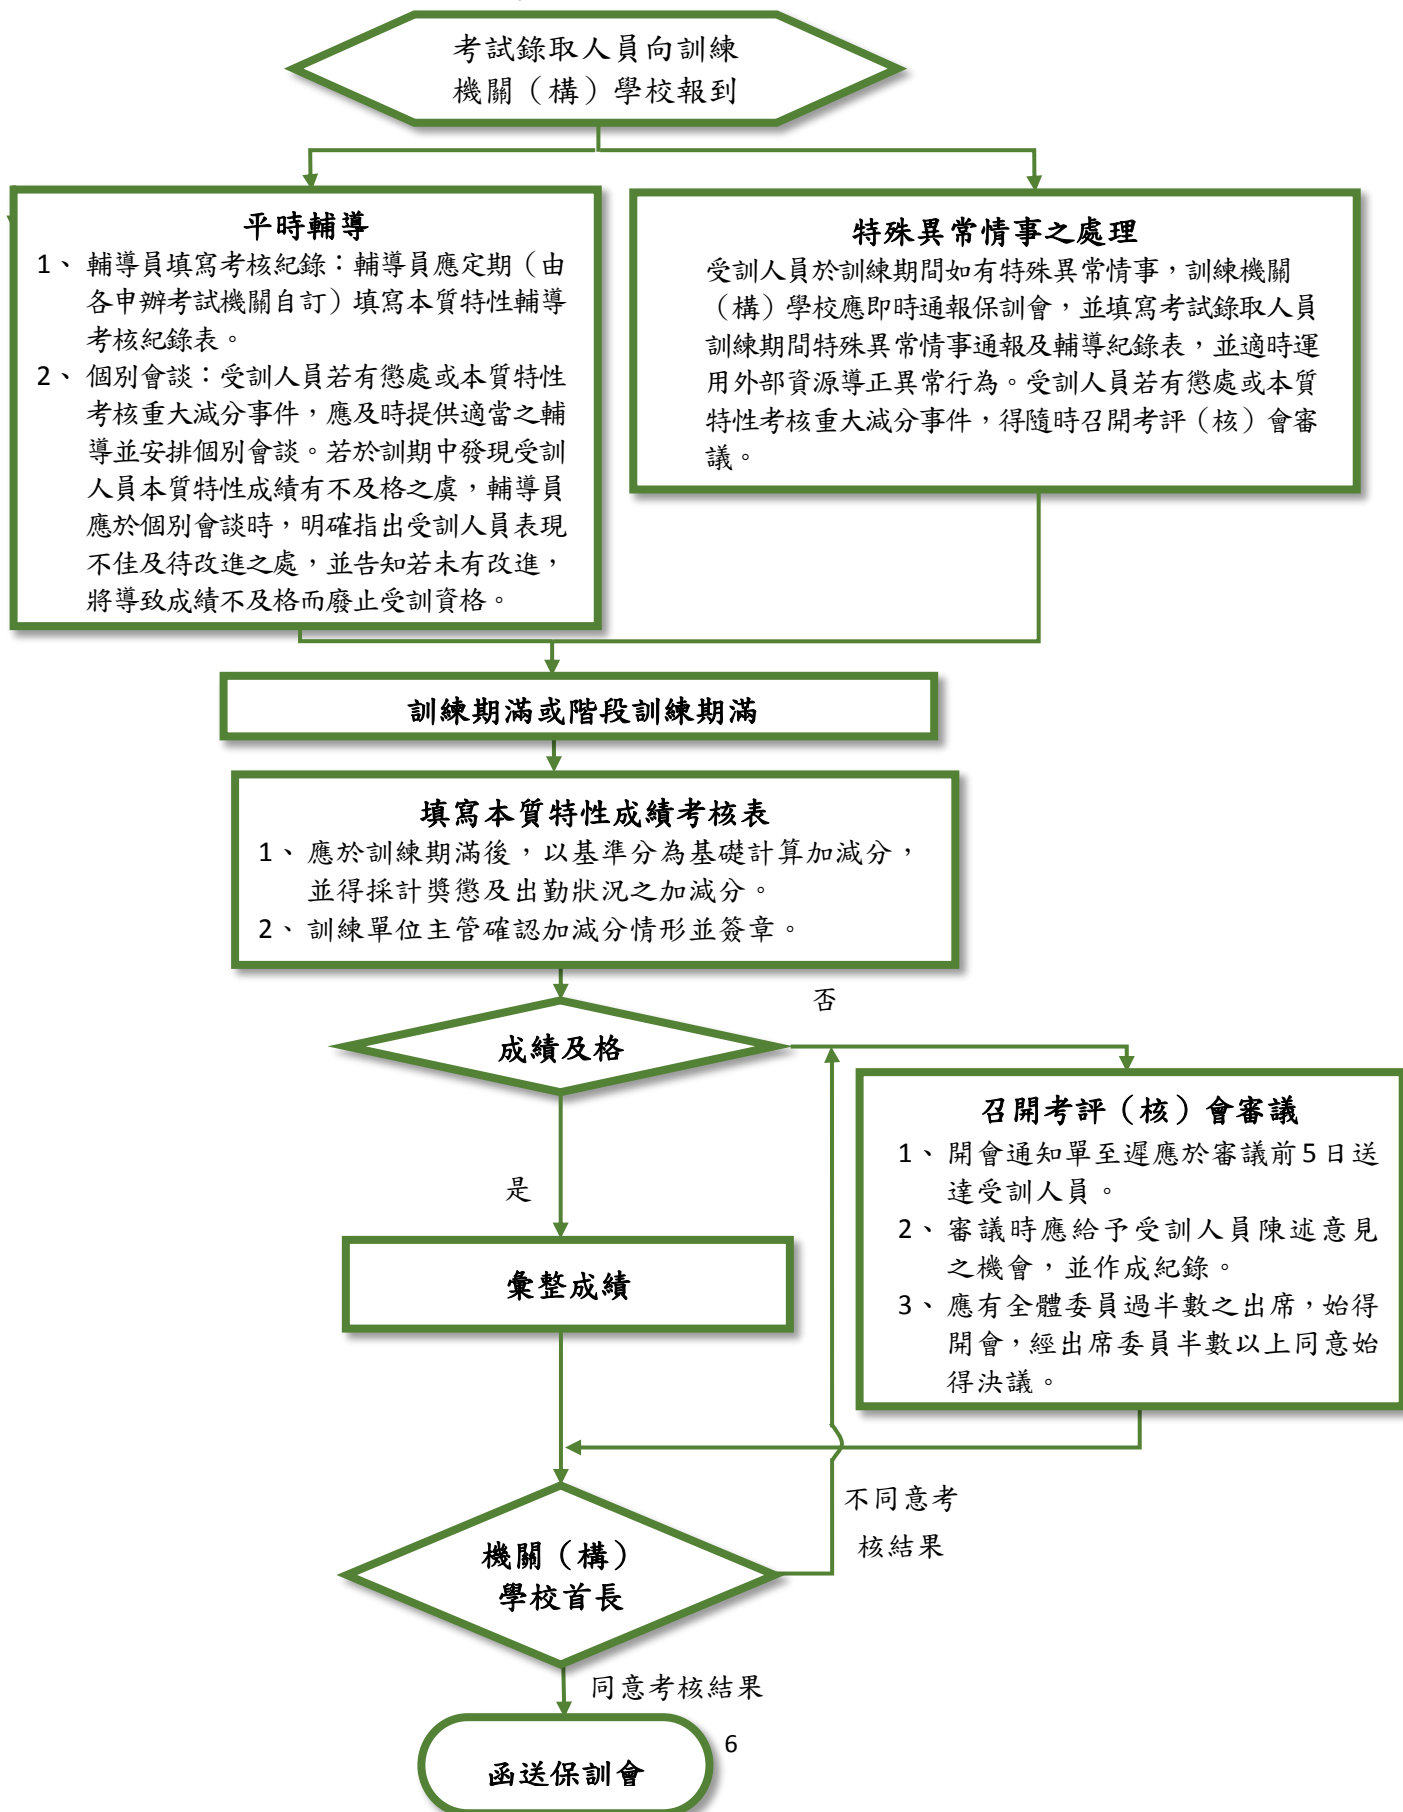 考試錄取人員向訓練
機關（構）學校報到
平時輔導
1、 輔導員填寫考核紀錄：輔導員應定期（由
各申辦考試機關自訂）填寫本質特性輔導
考核紀錄表。
2、 個別會談：受訓人員若有懲處或本質特性
考核重大減分事件，應及時提供適當之輔
導並安排個別會談。若於訓期中發現受訓
人員本質特性成績有不及格之虞，輔導員
應於個別會談時，明確指出受訓人員表現
不佳及待改進之處，並告知若未有改進，
將導致成績不及格而廢止受訓資格。
特殊異常情事之處理
受訓人員於訓練期間如有特殊異常情事，訓練機關
（構）學校應即時通報保訓會，並填寫考試錄取人員
訓練期間特殊異常情事通報及輔導紀錄表，並適時運
用外部資源導正異常行為。受訓人員若有懲處或本質
特性考核重大減分事件，得隨時召開考評（核）會審
議。
訓練期滿或階段訓練期滿
填寫本質特性成績考核表
1、 應於訓練期滿後，以基準分為基礎計算加減分，
並得採計獎懲及出勤狀況之加減分。
2、 訓練單位主管確認加減分情形並簽章。
成績及格
否
召開考評（核）會審議
1、 開會通知單至遲應於審議前5日送
達受訓人員。
2、 審議時應給予受訓人員陳述意見
之機會，並作成紀錄。
3、 應有全體委員過半數之出席，始得
開會，經出席委員半數以上同意始
得決議。
是
彙整成績
不同意考
核結果
機關（構）
學校首長
同意考核結果
函送保訓會
6